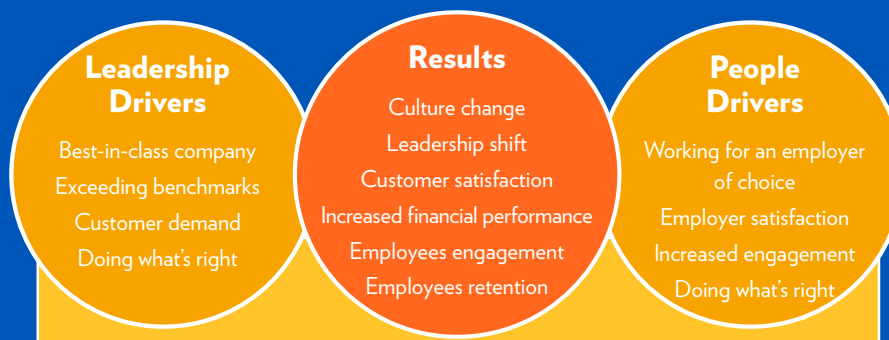 Leadership
Drivers
Best-in-class company
Exceeding benchmarks
Customer demand
Doing what's right
Results
Culture change
Leadership shift
Customer satisfaction
Increased financial performance
Employees engagement
Employees retention
People
Drivers
Working for an employer
of choice
Employer satisfaction
Increased engagement
Doing what's right